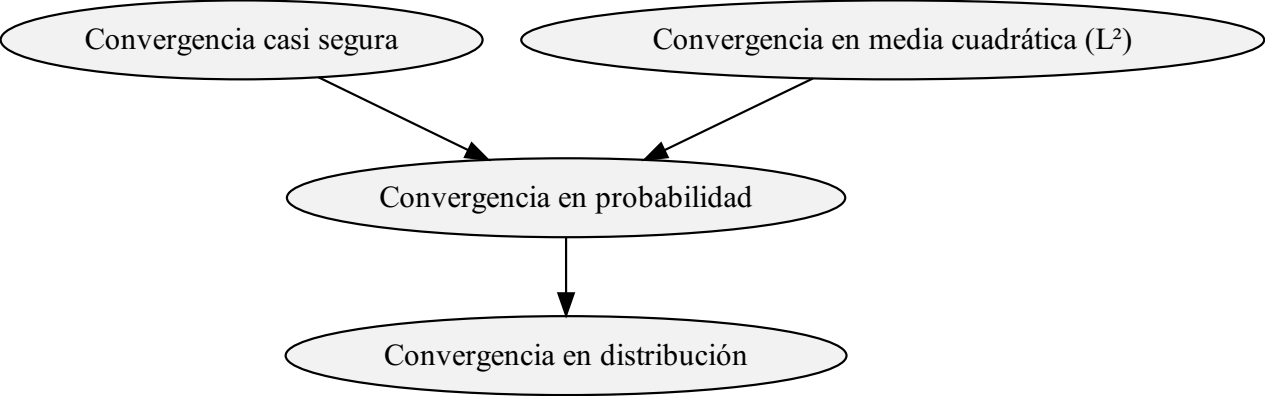 Convergencia casi segura
Convergencia en media cuadrática (L²)
Convergencia en probabilidad
Convergencia en distribución